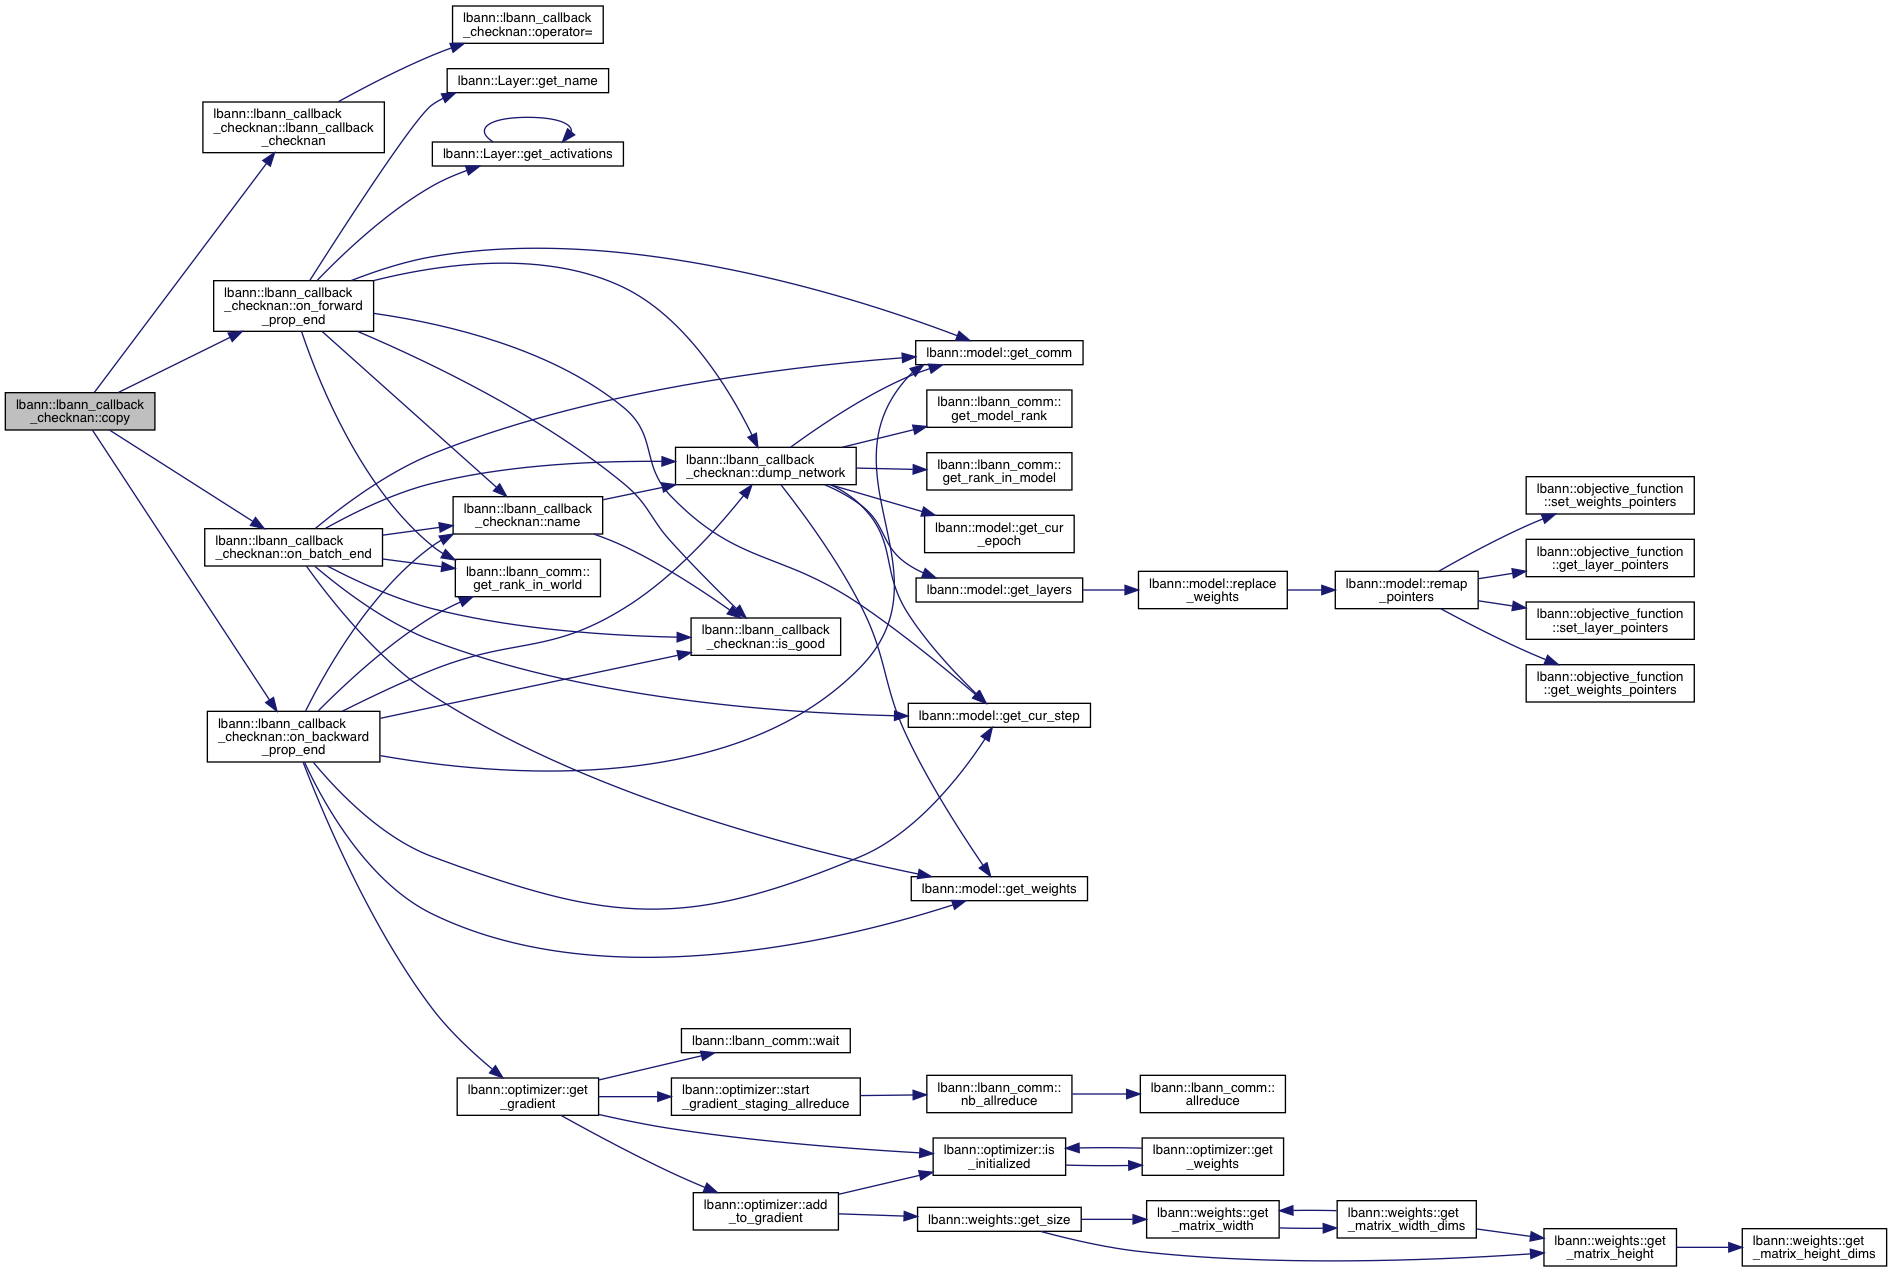 lbann::lbann_callback
_checknan::copy
lbann::lbann_callback
_checknan::lbann_callback
_checknan
lbann::lbann_callback
_checknan::operator=
lbann::Layer::get_name
lbann::Layer::get_activations
lbann::lbann_callback
_checknan::on_forward
_prop_end
lbann::lbann_callback
_checknan::on_batch_end
lbann::lbann_callback
_checknan::on_backward
_prop_end
lbann::lbann_callback
_checknan::name
lbann::lbann_comm::
get_rank_in_world
lbann::lbann_callback
_checknan::dump_network
lbann::lbann_callback
_checknan::is_good
lbann::model::get_comm
lbann::lbann_comm::
get_model_rank
lbann::lbann_comm::
get_rank_in_model
lbann::model::get_cur
_epoch
lbann::model::get_layers
lbann::model::get_cur_step
lbann::model::get_weights
lbann::model::replace
_weights
lbann::model::remap
_pointers
lbann::objective_function
::set_weights_pointers
lbann::objective_function
::get_layer_pointers
lbann::objective_function
::set_layer_pointers
lbann::objective_function
::get_weights_pointers
lbann::optimizer::get
_gradient
lbann::lbann_comm::wait
lbann::optimizer::start
_gradient_staging_allreduce
lbann::lbann_comm::
nb_allreduce
lbann::lbann_comm::
allreduce
lbann::optimizer::is
_initialized
lbann::optimizer::get
_weights
lbann::optimizer::add
_to_gradient
lbann::weights::get_size
lbann::weights::get
_matrix_width
lbann::weights::get
_matrix_width_dims
lbann::weights::get
_matrix_height
lbann::weights::get
_matrix_height_dims